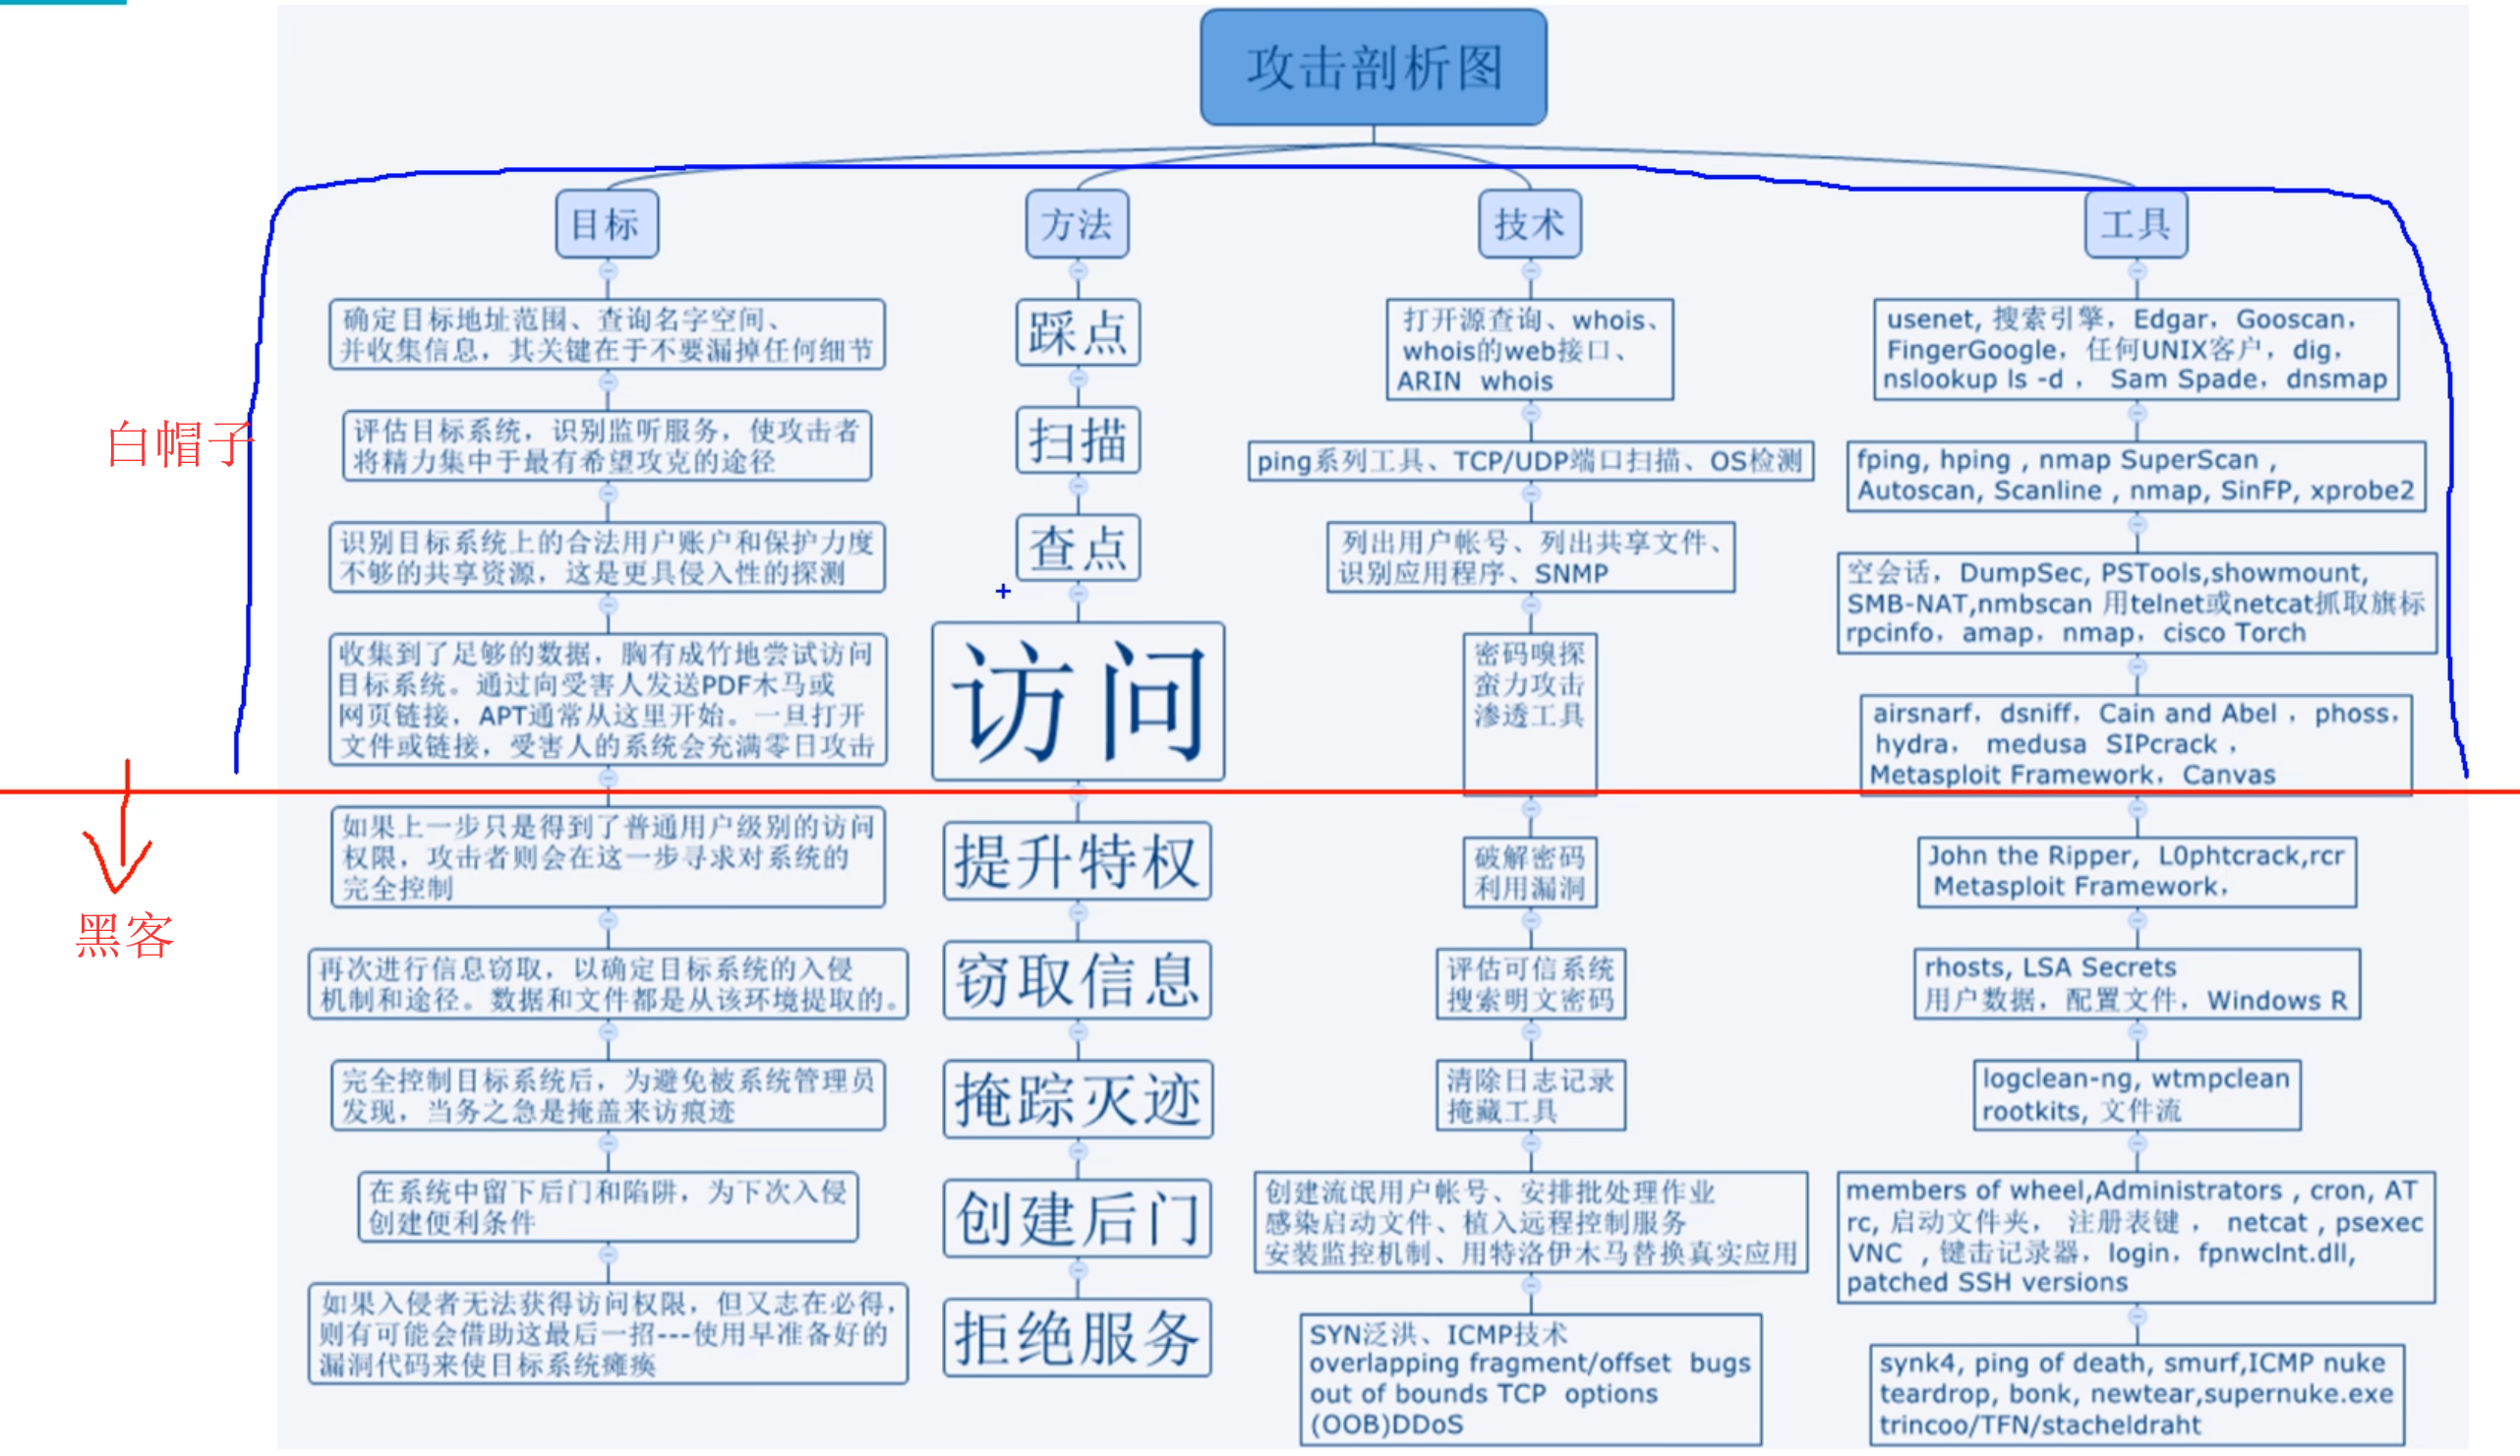 攻击剖析图
目标
方法
技术
工具
确定目标地址范围、查询名字空间、
并收集信息，其关键在于不要漏掉任何细节
踩点
打开源查询、whois、
whois的web接口、
ARIN whois
usenet, 搜索引擎，Edgar，Gooscan，
FingerGoogle，任何UNIX客户，dig，
nslookup ls -d ， Sam Spade，dnsmap
白帽子
评估目标系统，识别监听服务，使攻击者
将精力集中于最有希望攻克的途径
扫描
ping系列工具、TCP/UDP端口扫描、OS检测
fping, hping , nmap SuperScan ,
Autoscan, Scanline , nmap, SinFP, xprobe2
识别目标系统上的合法用户账户和保护力度
不够的共享资源，这是更具侵入性的探测
查点
列出用户帐号、列出共享文件、
识别应用程序、SNMP
空会话，DumpSec, PSTools,showmount,
SMB-NAT,nmbscan 用telnet或netcat抓取旗标
rpcinfo，amap，nmap，cisco Torch
收集到了足够的数据，胸有成竹地尝试访问
目标系统。通过向受害人发送PDF木马或
网页链接，APT通常从这里开始。一旦打开
文件或链接，受害人的系统会充满零日攻击
访问
密码嗅探
蛮力攻击
渗透工具
airsnarf，dsniff，Cain and Abel ，phoss，
hydra， medusa SIPcrack ，
Metasploit Framework，Canvas
黑客
如果上一步只是得到了普通用户级别的访问
权限，攻击者则会在这一步寻求对系统的
完全控制
提升特权
破解密码
利用漏洞
John the Ripper，L0phtcrack,rcr
Metasploit Framework，
再次进行信息窃取，以确定目标系统的入侵
机制和途径。数据和文件都是从该环境提取的。
窃取信息
评估可信系统
搜索明文密码
rhosts, LSA Secrets
用户数据，配置文件，Windows R
完全控制目标系统后，为避免被系统管理员
发现，当务之急是掩盖来访痕迹
掩踪灭迹
清除日志记录
掩藏工具
logclean-ng, wtmpclean
rootkits, 文件流
在系统中留下后门和陷阱，为下次入侵
创建便利条件
创建后门
创建流氓用户帐号、安排批处理作业
感染启动文件、植入远程控制服务
安装监控机制、用特洛伊木马替换真实应用
members of wheel,Administrators , cron, AT
rc, 启动文件夹， 注册表键 ， netcat , psexec
VNC , 键击记录器，login，fpnwclnt.dll,
patched SSH versions
如果入侵者无法获得访问权限，但又志在必得，
则有可能会借助这最后一招---使用早准备好的
漏洞代码来使目标系统瘫痪
拒绝服务
SYN泛洪、ICMP技术
overlapping fragment/offset bugs
out of bounds TCP options
(OOB)DDoS
synk4, ping of death, smurf,ICMP nuke
teardrop, bonk, newtear,supernuke.exe
trincoo/TFN/stacheldraht